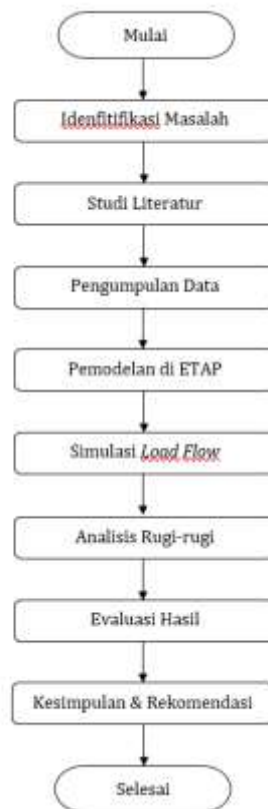 Mulai
Idenfitifikasi Masalah
Studi Literatur
Pengumpulan Data
Pemodelan di ETAP
Simulasi Load Flow
Analisis Rugi-rugi
Evaluasi Hasil
Kesimpulan & Rekomendasi
Selesai